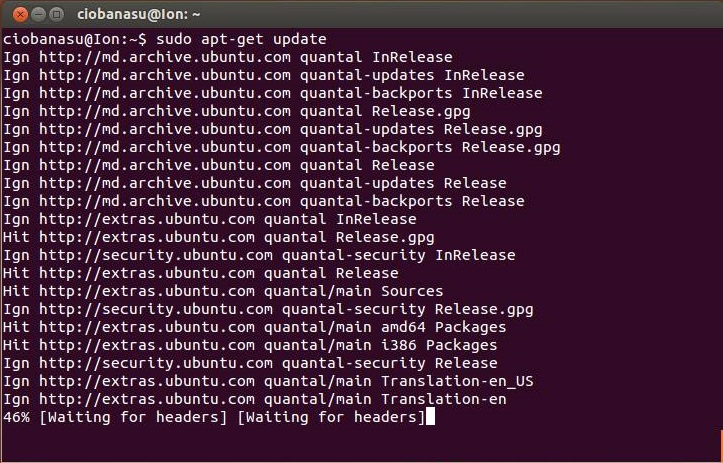 ciobanasu@Ion: ~
ciobanasu@Ion:~$ sudo apt-get update
Ign http://md.archive.ubuntu.com quantal InRelease
Ign http://md.archive.ubuntu.com quantal-updates InRelease
Ign http://md.archive.ubuntu.com quantal-backports InRelease
Ign http://md.archive.ubuntu.com quantal Release.gpg
Ign http://md.archive.ubuntu.com quantal-updates Release.gpg
Ign http://md.archive.ubuntu.com quantal-backports Release.gpg
Ign http://md.archive.ubuntu.com quantal Release
Ign http://md.archive.ubuntu.com quantal-updates Release
Ign http://md.archive.ubuntu.com quantal-backports Release
Ign http://extras.ubuntu.com quantal InRelease
Hit http://extras.ubuntu.com quantal Release.gpg
Ign http://security.ubuntu.com quantal-security InRelease
Hit http://extras.ubuntu.com quantal Release
Hit http://extras.ubuntu.com quantal/main Sources
Ign http://security.ubuntu.com quantal-security Release.gpg
Hit http://extras.ubuntu.com quantal/main amd64 Packages
Hit http://extras.ubuntu.com quantal/main i386 Packages
Ign http://security.ubuntu.com quantal-security Release
Ign http://extras.ubuntu.com quantal/main Translation-en_US
Ign http://extras.ubuntu.com quantal/main Translation-en
46% [Waiting for headers] [Waiting for headers]